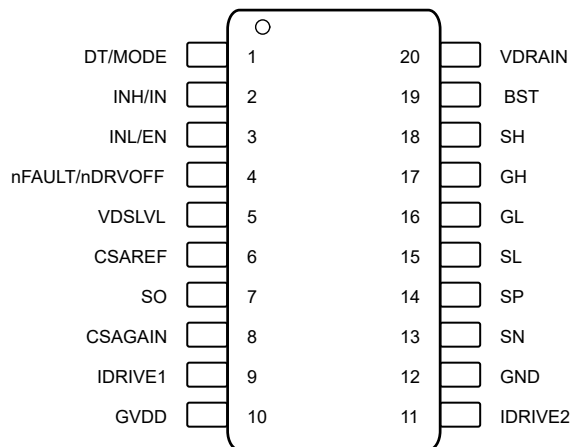 DT/MODE 1 20 VDRAIN
INH/IN 2 19 BST
INL/EN 3 18 SH
nFAULT/nDRVOFF 4 17 GH
VDSLVL 5 16 GL
CSAREF 6 15 SL
SO 7 14 SP
CSAGAIN 8 13 SN
IDRIVE1 9 12 GND
GVDD 10 11 IDRIVE2